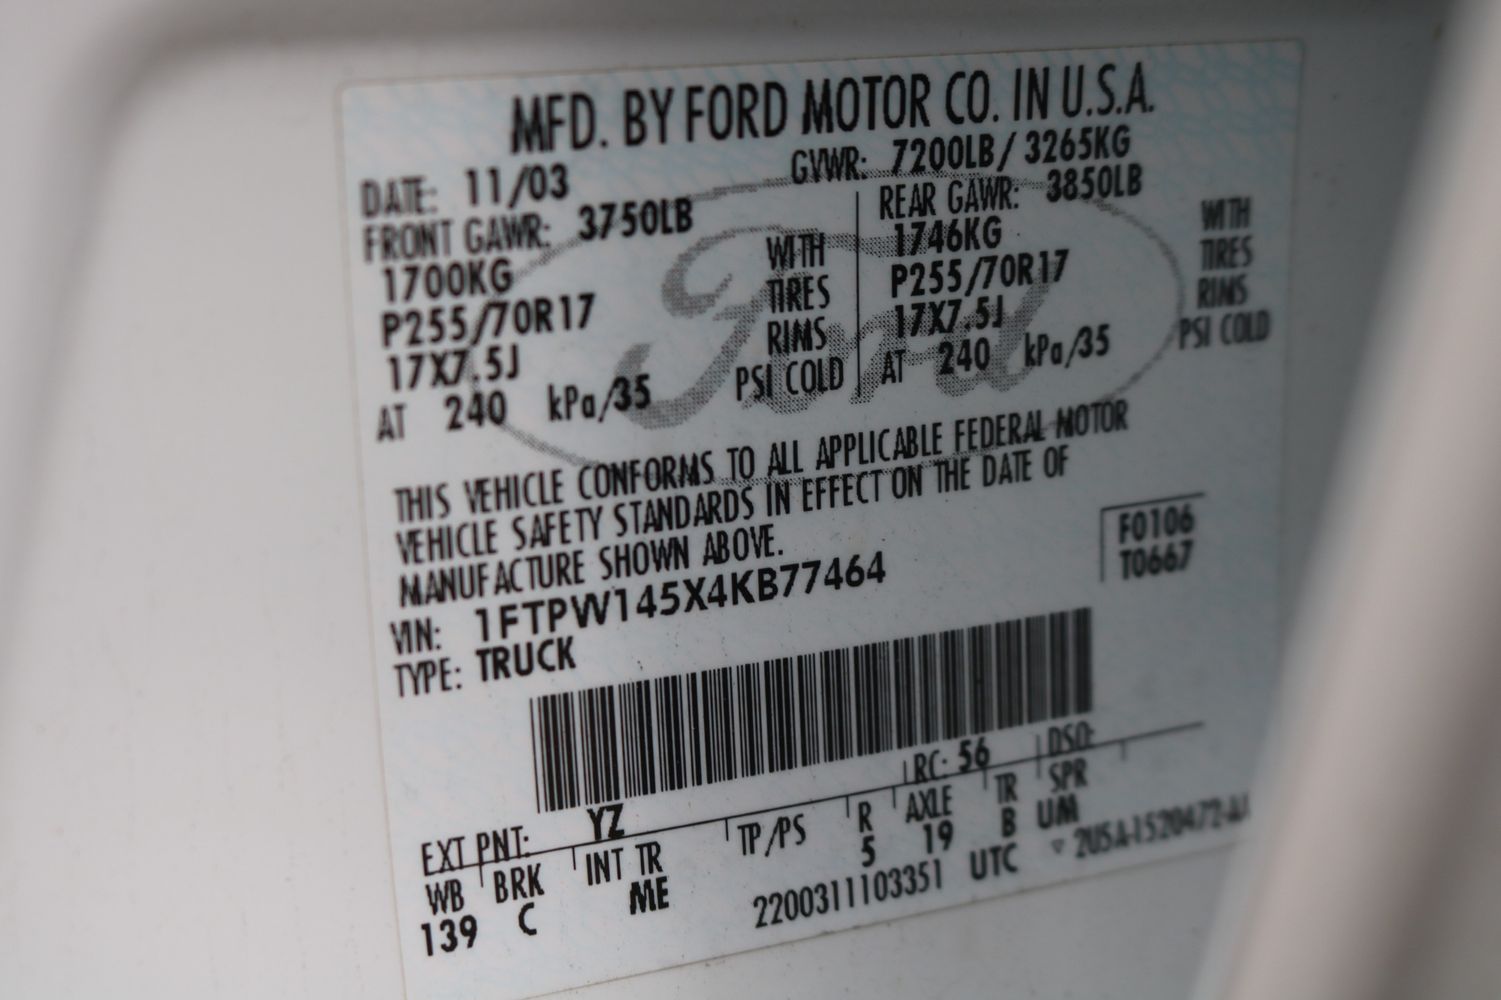 MFD. BY FORD MOTOR CO. IN U.S.A.
DATE: 11/03 GVWR: 7200LB/ 3265KG
FRONT GAWR: 3750LB REAR GAWR: 3850LB
1700KG WITH 1746KG WITH
P255/70R17 TIRES P255/70R17 TIRES
17X7.5J RIMS 17X7.5J RIMS
AT 240 kPa/35 PSI COLD AT 240 kPa/35 PSI COLD
Ford
THIS VEHICLE CONFORMS TO ALL APPLICABLE FEDERAL MOTOR
VEHICLE SAFETY STANDARDS IN EFFECT ON THE DATE OF
MANUFACTURE SHOWN ABOVE.
F0106
T0667
VIN: 1FTPW145X4KB77464
TYPE: TRUCK
EXT PNT: YZ RC: 56 DSO:
WB BRK INT TR TP/PS R AXLE TR SPR
139 C ME 5 19 B UM
2200311103351 UTC ▽ 2U5A-1520472-AA